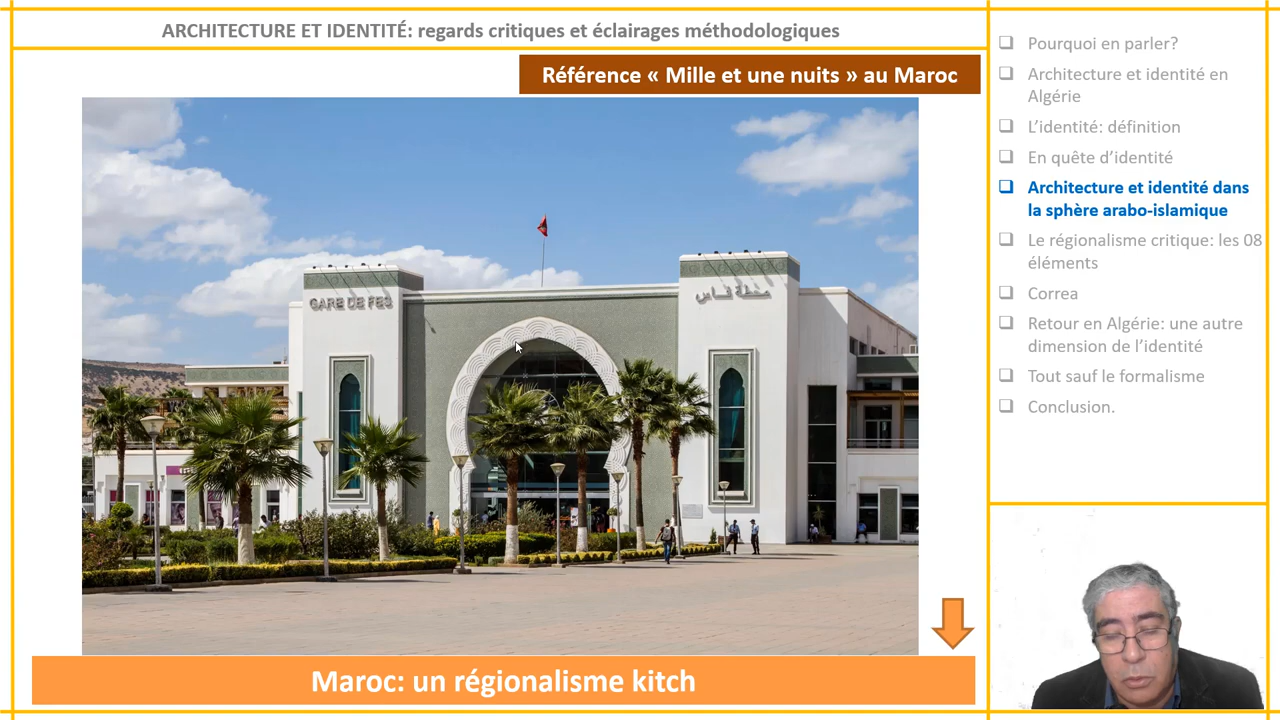 ARCHITECTURE ET IDENTITÉ: regards critiques et éclairages méthodologiques
Référence « Mille et une nuits » au Maroc
GARE DE FES
محطة فاس
Maroc: un régionalisme kitch
Pourquoi en parler?
Architecture et identité en
Algérie
L’identité: définition
En quête d’identité
Architecture et identité dans
la sphère arabo-islamique
Le régionalisme critique: les 08
éléments
Correa
Retour en Algérie: une autre
dimension de l’identité
Tout sauf le formalisme
Conclusion.